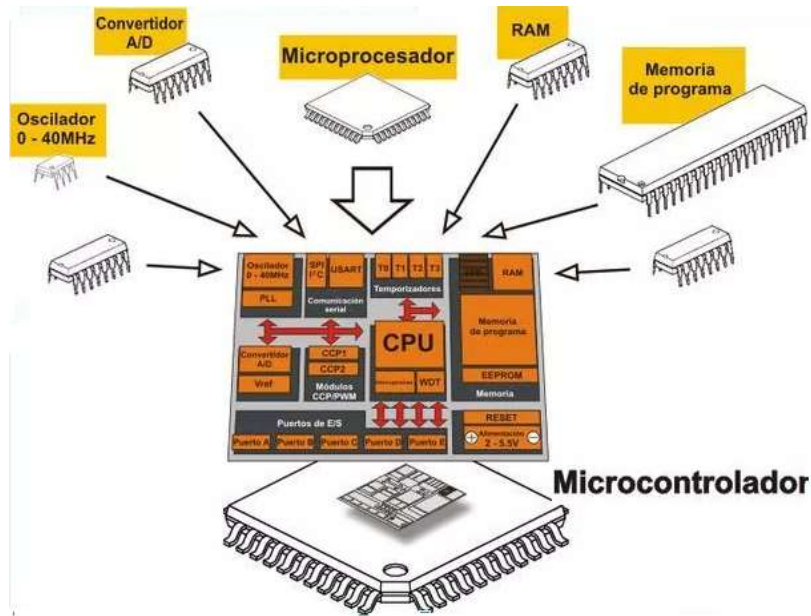 Convertidor
A/D
Microprocesador
RAM
Memoria
de programa
Oscilador
0 - 40MHz
Oscilador
0 - 40MHz
PLL
SPI
I²C
USART
Comunicación
serial
T0 T1 T2 T3
Temporizadores
RAM
Memoria
de programa
EEPROM
Memoria
Convertidor
A/D
Vref
CCP1
CCP2
Módulos
CCP/PWM
CPU
WDT
Puertos de E/S
Puerto A Puerto B Puerto C Puerto D Puerto E
RESET
Alimentación
2 - 5.5V
Microcontrolador